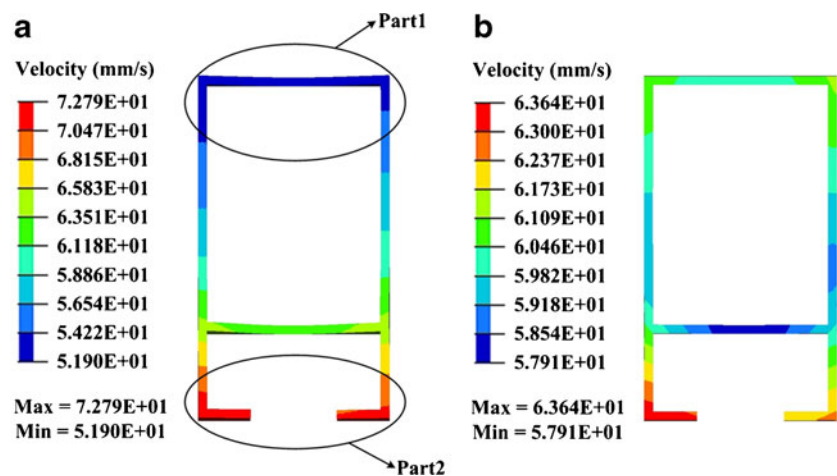 a
Part1
Velocity (mm/s)
7.279E+01
7.047E+01
6.815E+01
6.583E+01
6.351E+01
6.118E+01
5.886E+01
5.654E+01
5.422E+01
5.190E+01
Max = 7.279E+01
Min = 5.190E+01
Part2
b
Velocity (mm/s)
6.364E+01
6.300E+01
6.237E+01
6.173E+01
6.109E+01
6.046E+01
5.982E+01
5.918E+01
5.854E+01
5.791E+01
Max = 6.364E+01
Min = 5.791E+01